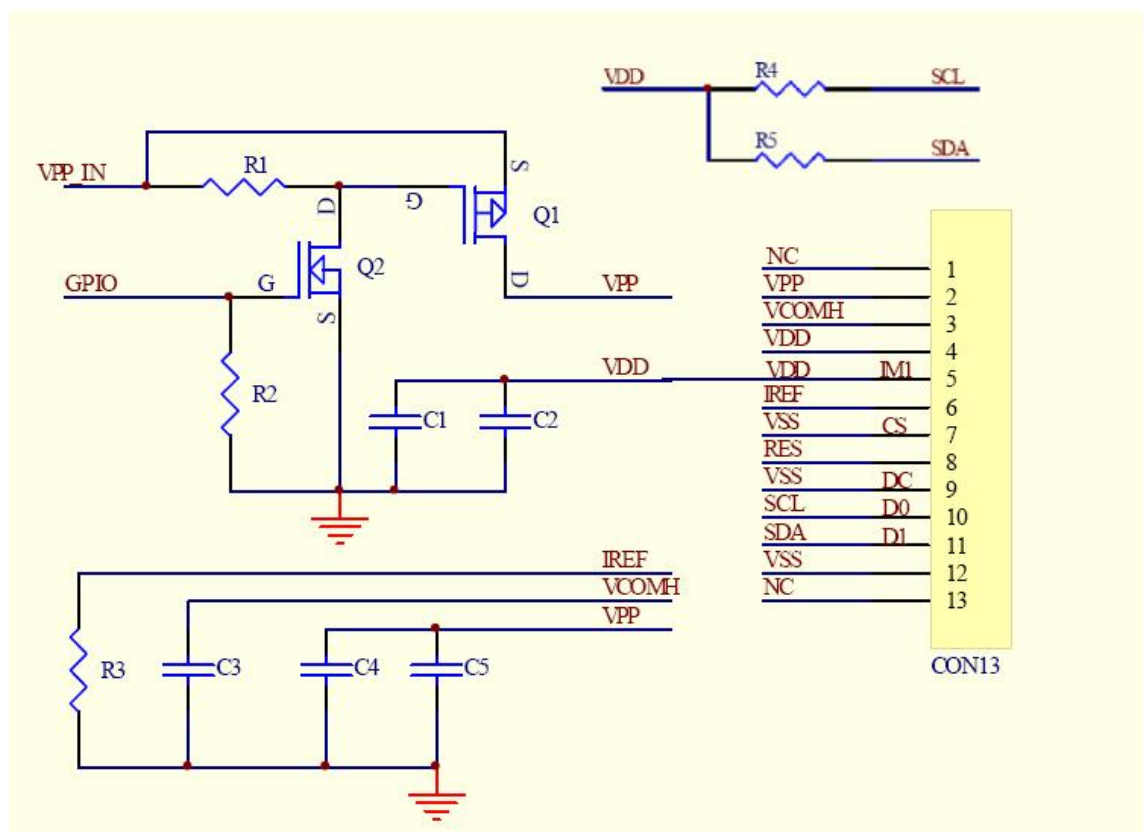 VDD R4 SCL
R5 SDA
VPP_IN R1 S
D G Q1
Q2
GPIO G D VPP
S
R2 C1 C2 VDD
IREF
VCOMH
VPP
R3 C3 C4 C5
NC 1
VPP 2
VCOMH 3
VDD 4
VDD IM1 5
IREF 6
VSS CS 7
RES 8
VSS DC 9
SCL D0 10
SDA D1 11
VSS 12
NC 13
CON13